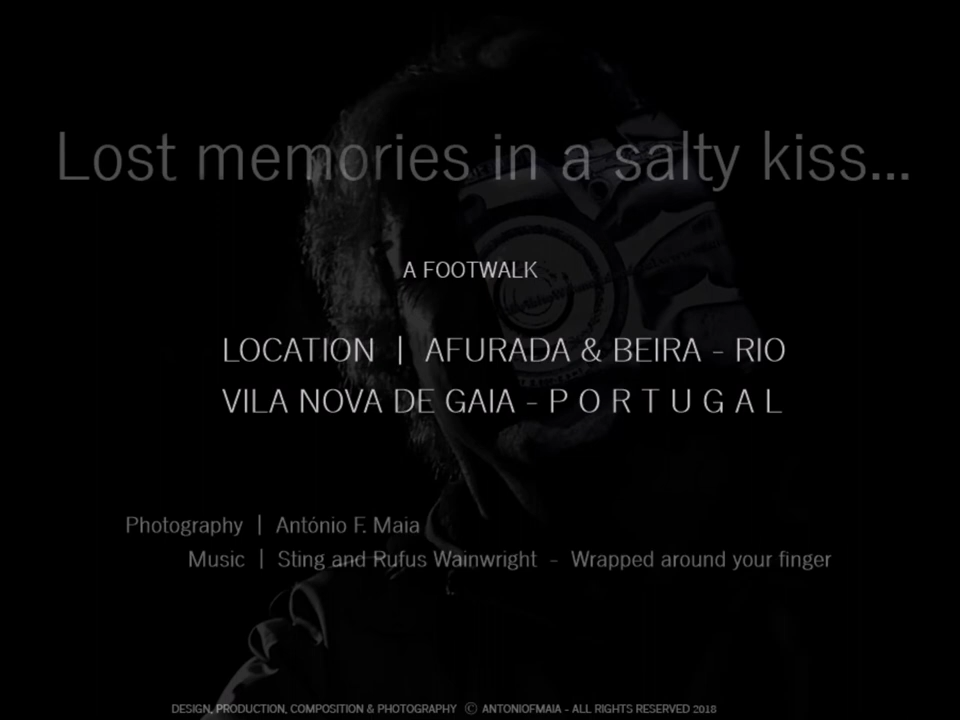 Lost memories in a salty kiss...
A FOOTWALK
LOCATION | AFURADA & BEIRA - RIO
VILA NOVA DE GAIA - P O R T U G A L
Photography | António F. Maia
Music | Sting and Rufus Wainwright - Wrapped around your finger
DESIGN, PRODUCTION, COMPOSITION & PHOTOGRAPHY © ANTONIOFMAIA - ALL RIGHTS RESERVED 2018